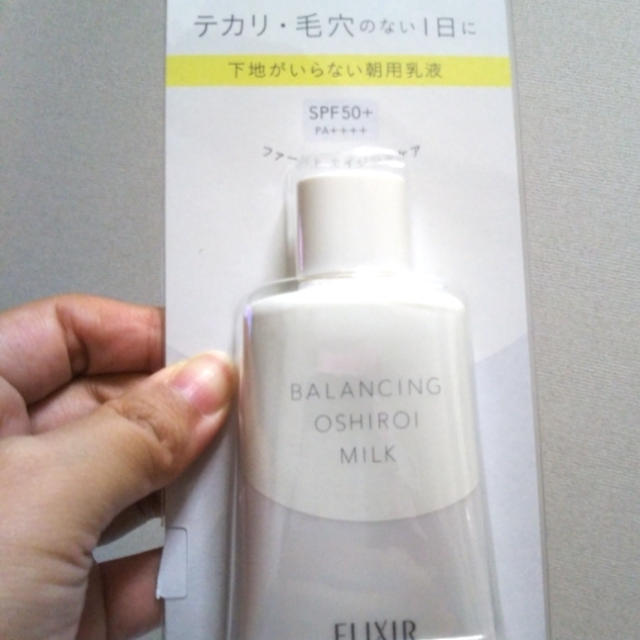 テカリ・毛穴のない1日に
下地がいらない朝用乳液
SPF50+
PA++++
BALANCING
OSHIROI
MILK
ELIXIR